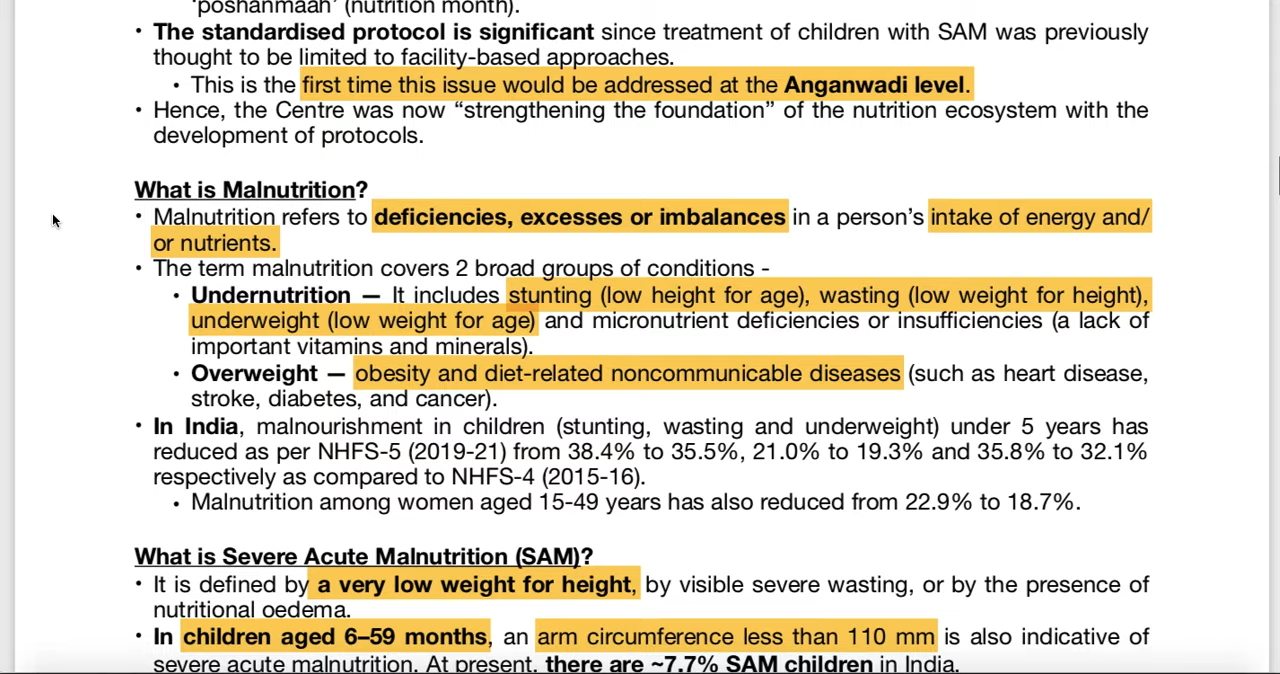 'poshanmaah' (nutrition month).
• The standardised protocol is significant since treatment of children with SAM was previously
thought to be limited to facility-based approaches.
• This is the first time this issue would be addressed at the Anganwadi level.
• Hence, the Centre was now “strengthening the foundation” of the nutrition ecosystem with the
development of protocols.
What is Malnutrition?
• Malnutrition refers to deficiencies, excesses or imbalances in a person’s intake of energy and/
or nutrients.
• The term malnutrition covers 2 broad groups of conditions -
• Undernutrition — It includes stunting (low height for age), wasting (low weight for height),
underweight (low weight for age) and micronutrient deficiencies or insufficiencies (a lack of
important vitamins and minerals).
• Overweight — obesity and diet-related noncommunicable diseases (such as heart disease,
stroke, diabetes, and cancer).
• In India, malnourishment in children (stunting, wasting and underweight) under 5 years has
reduced as per NHFS-5 (2019-21) from 38.4% to 35.5%, 21.0% to 19.3% and 35.8% to 32.1%
respectively as compared to NHFS-4 (2015-16).
• Malnutrition among women aged 15-49 years has also reduced from 22.9% to 18.7%.
What is Severe Acute Malnutrition (SAM)?
• It is defined by a very low weight for height, by visible severe wasting, or by the presence of
nutritional oedema.
• In children aged 6–59 months, an arm circumference less than 110 mm is also indicative of
severe acute malnutrition. At present, there are ~7.7% SAM children in India.